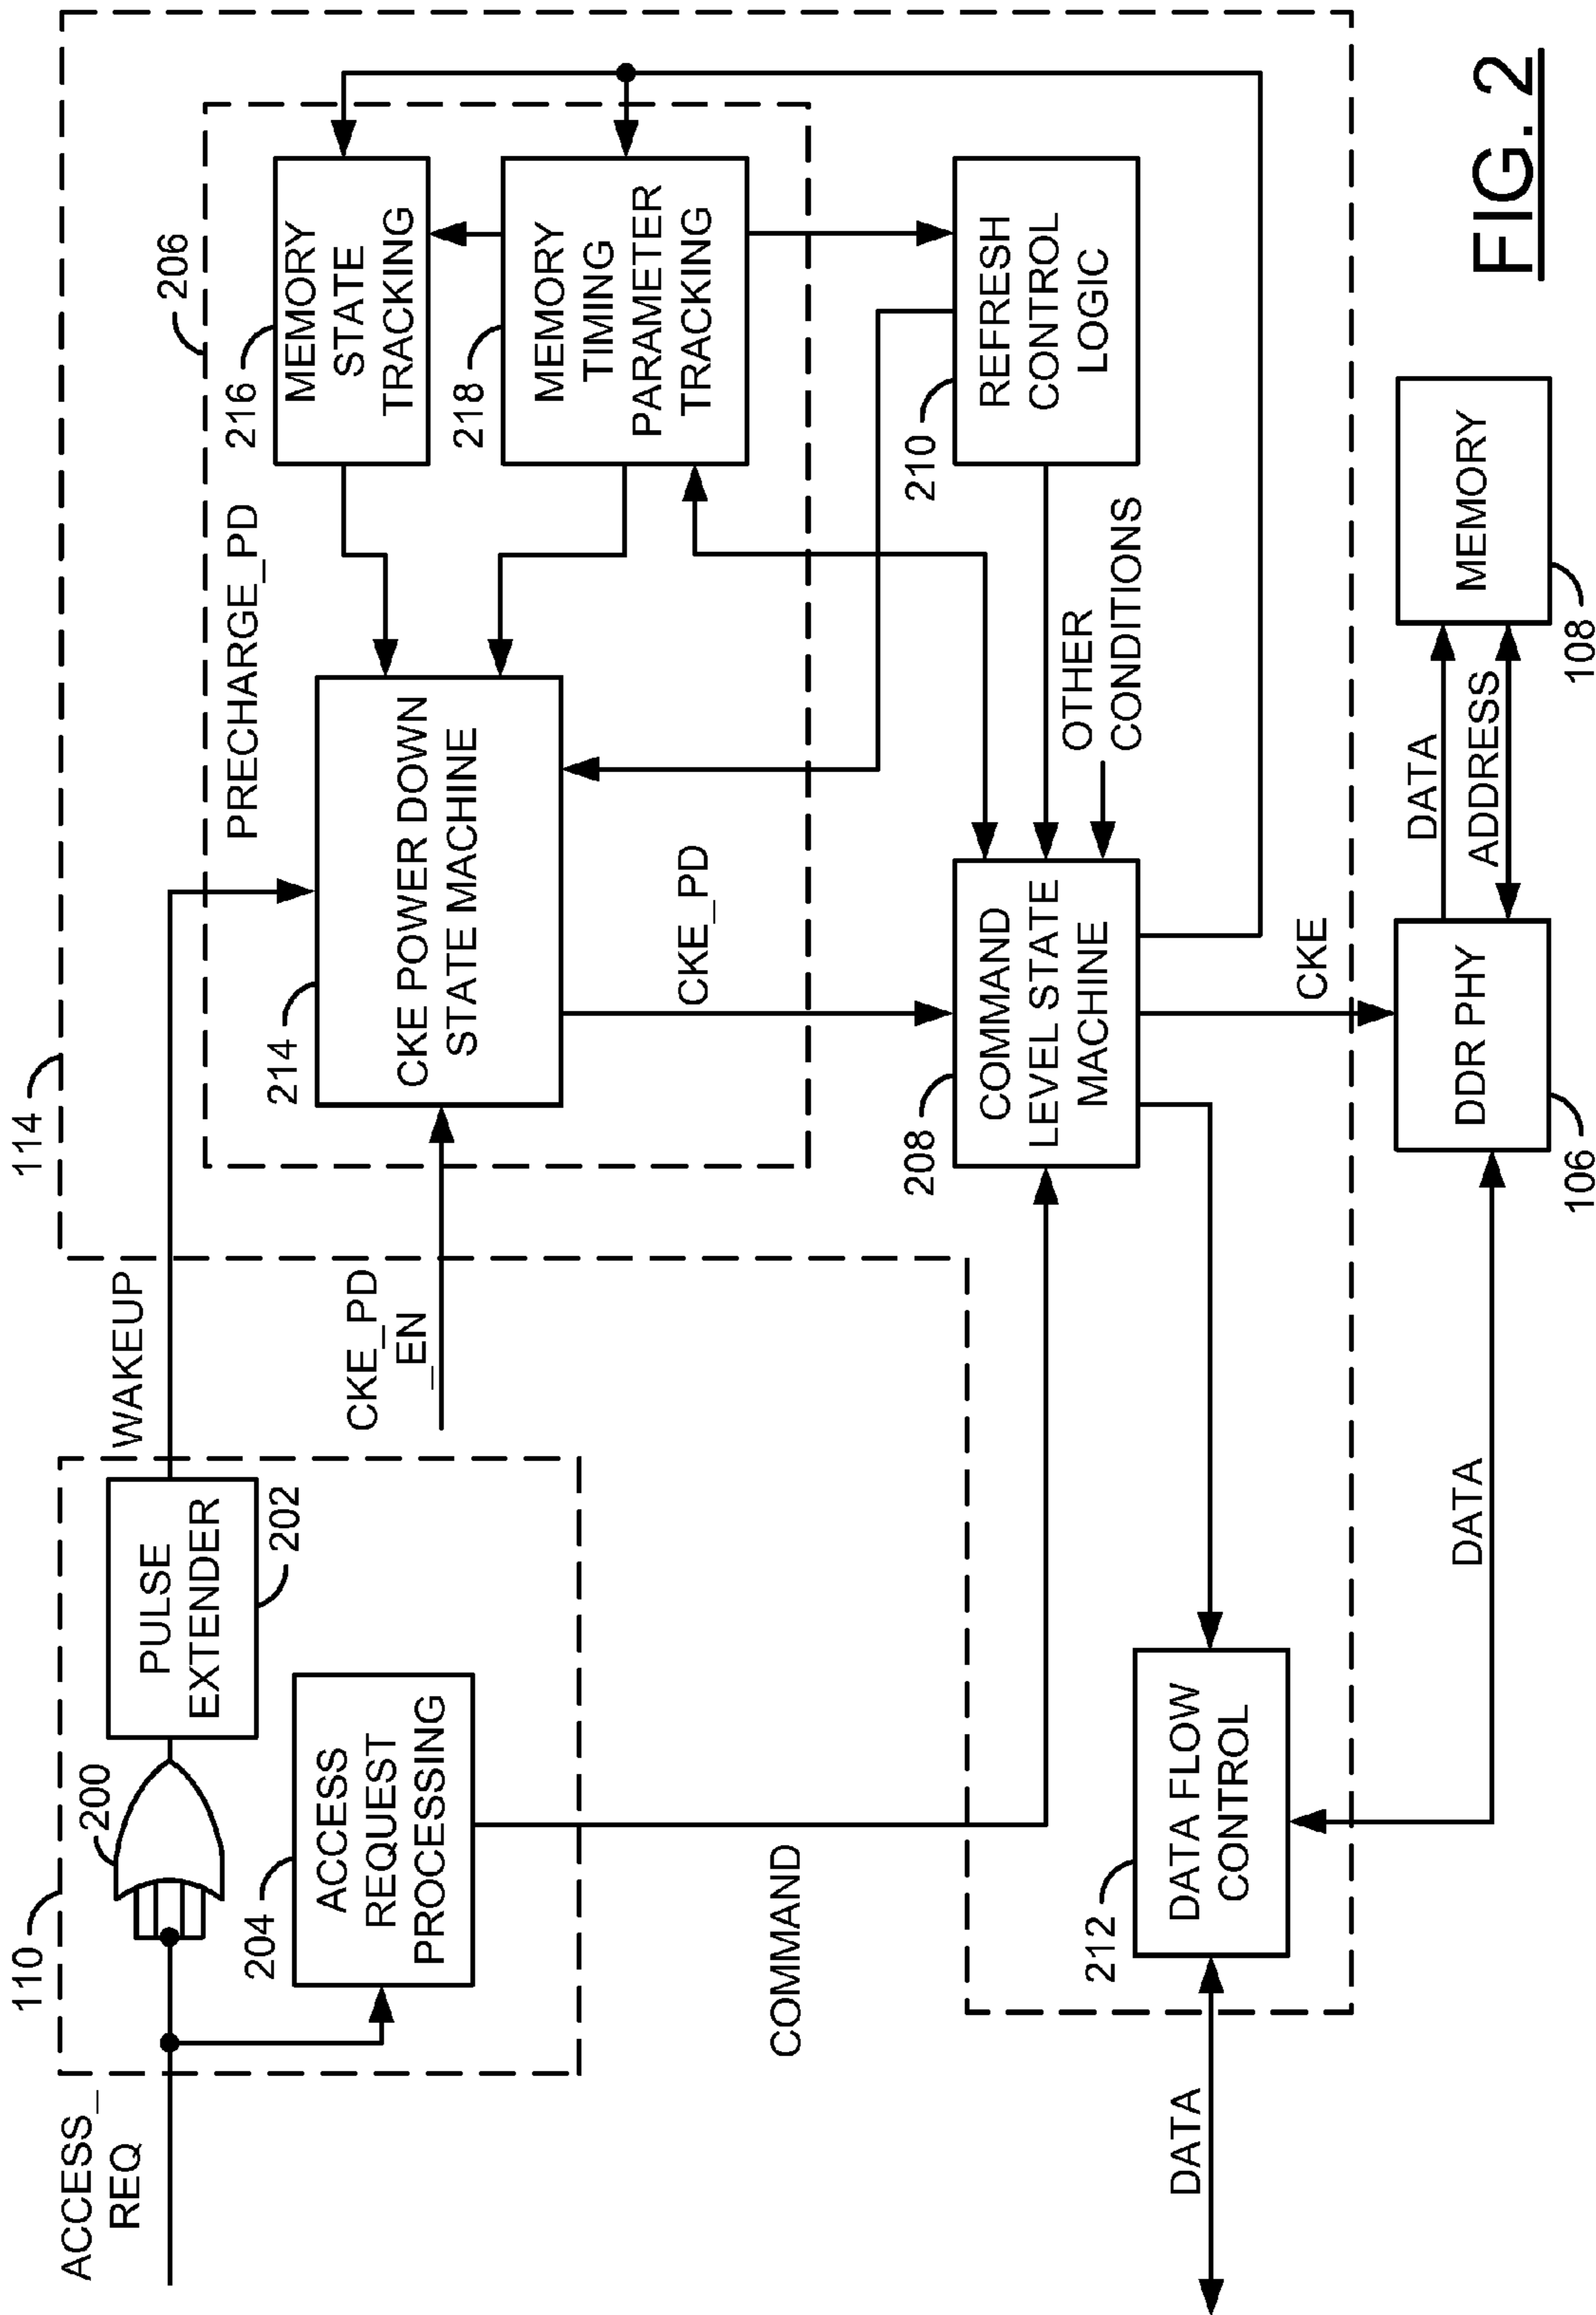 110
ACCESS_
REQ
200
PULSE
EXTENDER
202
204
ACCESS
REQUEST
PROCESSING
WAKEUP
CKE_PD
_EN
COMMAND
114
206
PRECHARGE_PD
214
CKE POWER DOWN
STATE MACHINE
216
MEMORY
STATE
TRACKING
218
MEMORY
TIMING
PARAMETER
TRACKING
CKE_PD
208
COMMAND
LEVEL STATE
MACHINE
OTHER
CONDITIONS
210
REFRESH
CONTROL
LOGIC
212
DATA FLOW
CONTROL
DATA
DATA
CKE
DDR PHY
106
DATA
ADDRESS
MEMORY
108
FIG. 2